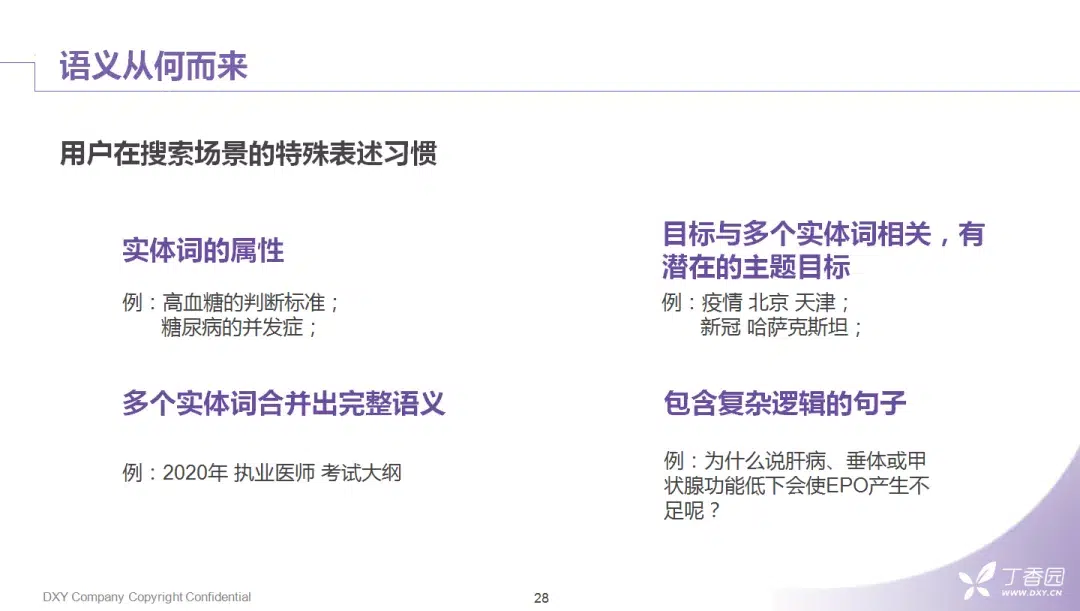 语义从何而来
用户在搜索场景的特殊表述习惯
实体词的属性
例：高血糖的判断标准；
糖尿病的并发症；
目标与多个实体词相关，有
潜在的主题目标
例：疫情 北京 天津；
新冠 哈萨克斯坦；
多个实体词合并出完整语义
例：2020年 执业医师 考试大纲
包含复杂逻辑的句子
例：为什么说肝病、垂体或甲
状腺功能低下会使EPO产生不
足呢？
DXY Company Copyright Confidential
28
丁香园
WWW.DXY.CN